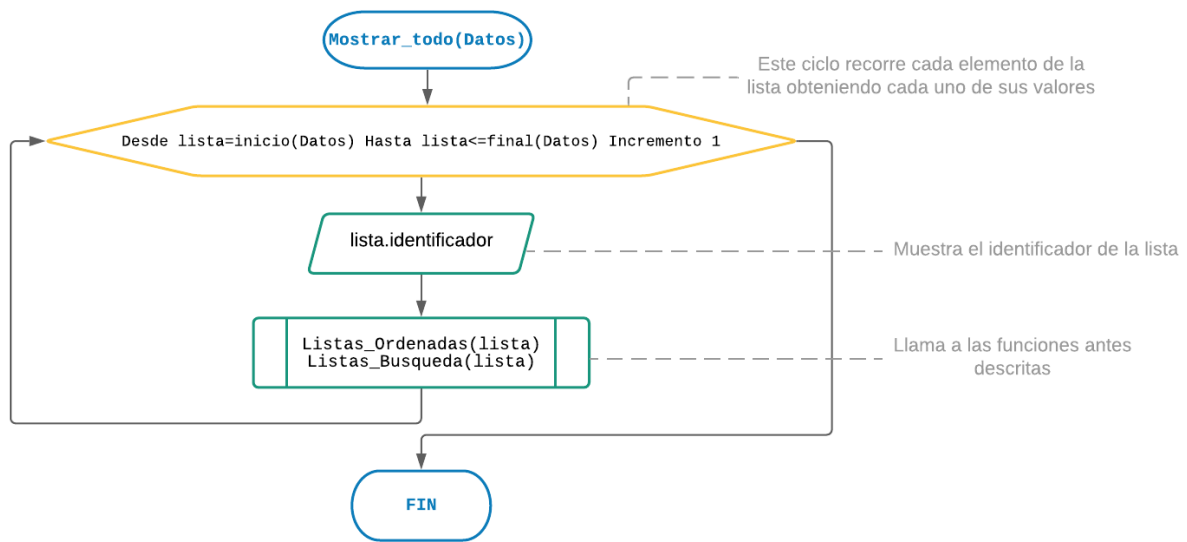 Mostrar_todo(Datos)
Este ciclo recorre cada elemento de la
lista obteniendo cada uno de sus valores
Desde lista=inicio(Datos) Hasta lista<=final(Datos) Incremento 1
lista.identificador
Muestra el identificador de la lista
Listas_Ordenadas(lista)
Listas_Busqueda(lista)
Llama a las funciones antes
descritas
FIN